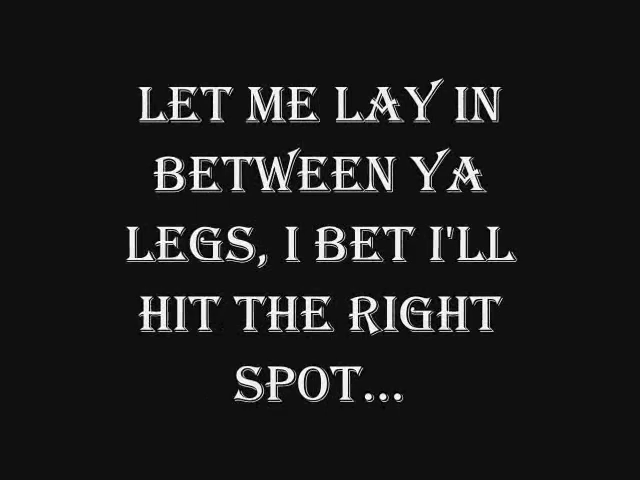 LET ME LAY IN
BETWEEN YA
LEGS, I BET I'LL
HIT THE RIGHT
SPOT...